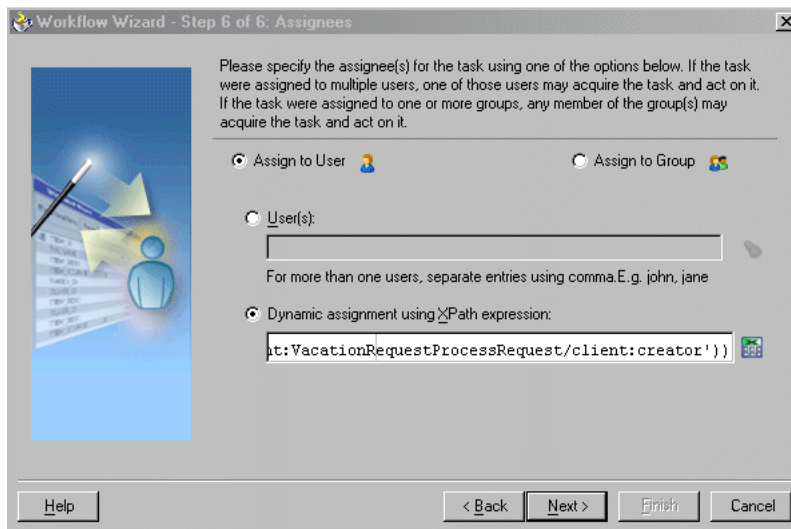 Workflow Wizard - Step 6 of 6: Assignees
Please specify the assignee(s) for the task using one of the options below. If the task
were assigned to multiple users, one of those users may acquire the task and act on it.
If the task were assigned to one or more groups, any member of the group(s) may
acquire the task and act on it.
Assign to User
Assign to Group
User(s):
For more than one users, separate entries using comma.E.g. john, jane
Dynamic assignment using XPath expression:
nt:VacationRequestProcessRequest/client:creator'))
Help
< Back
Next >
Finish
Cancel